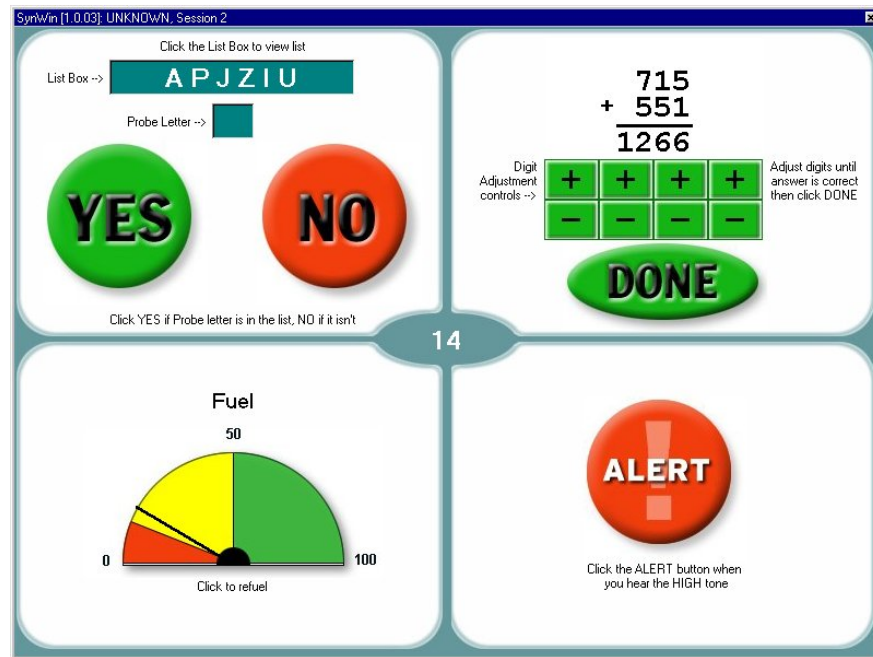 SynWin [1.0.03]: UNKNOWN, Session 2
Click the List Box to view list
List Box -->
A P J Z I U
Probe Letter -->
YES
NO
Click YES if Probe letter is in the list, NO if it isn't
715
+ 551
1266
Digit
Adjustment
controls -->
+ + + +
− − − −
Adjust digits until
answer is correct
then click DONE
DONE
14
Fuel
50
0
100
Click to refuel
!
ALERT
Click the ALERT button when
you hear the HIGH tone